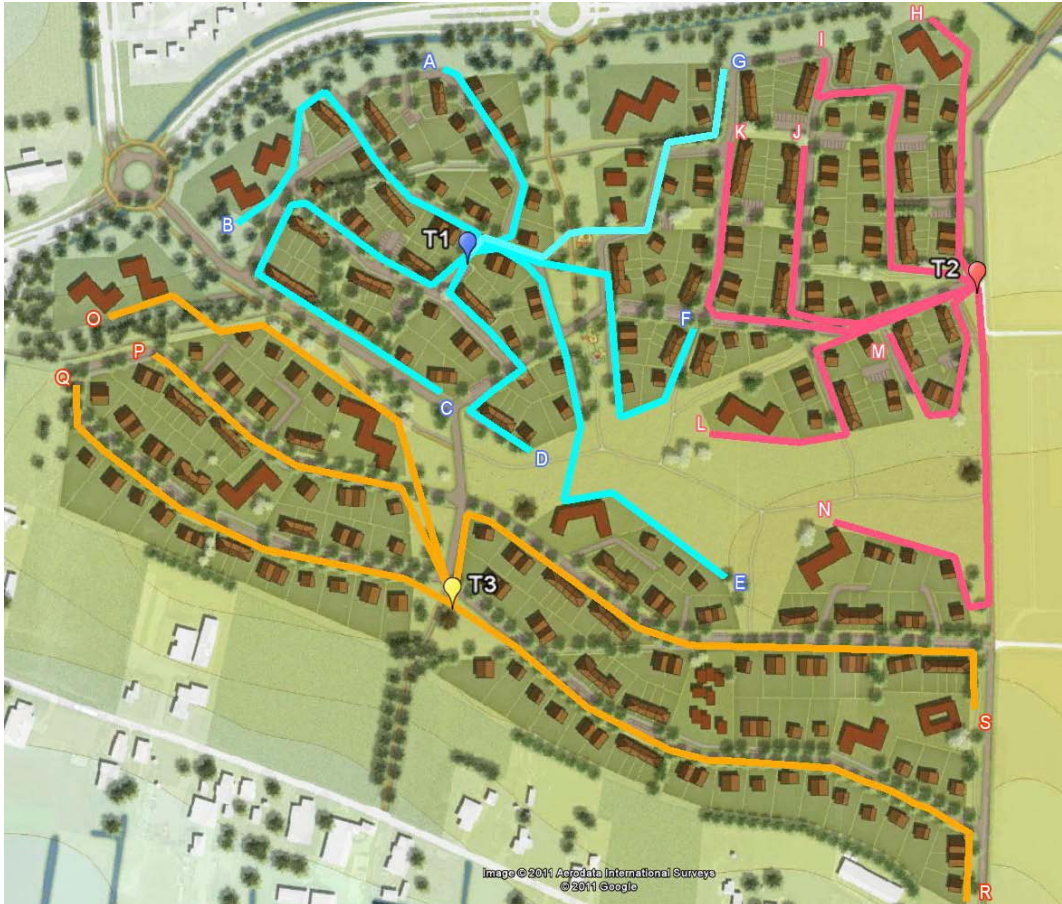 H
I
A
G
K
J
B
T1
T2
O
F
P
M
Q
C
L
D
N
E
T3
S
R
Image © 2011 Aerodata International Surveys
© 2011 Google